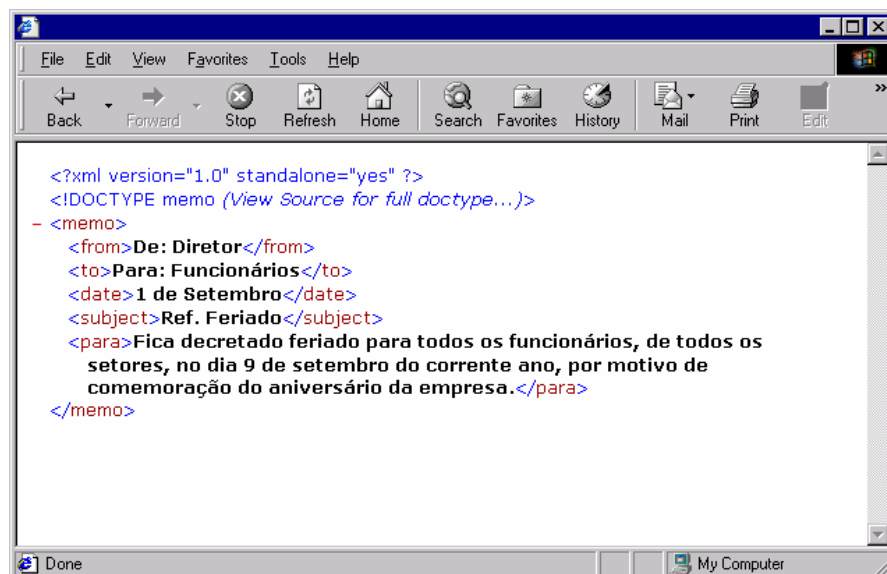 File Edit View Favorites Tools Help
Back Forward Stop Refresh Home Search Favorites History Mail Print Edit »
<?xml version="1.0" standalone="yes" ?>
<!DOCTYPE memo (View Source for full doctype...)>
- <memo>
<from>De: Diretor</from>
<to>Para: Funcionários</to>
<date>1 de Setembro</date>
<subject>Ref. Feriado</subject>
<para>Fica decretado feriado para todos os funcionários, de todos os
setores, no dia 9 de setembro do corrente ano, por motivo de
comemoração do aniversário da empresa.</para>
</memo>
Done My Computer